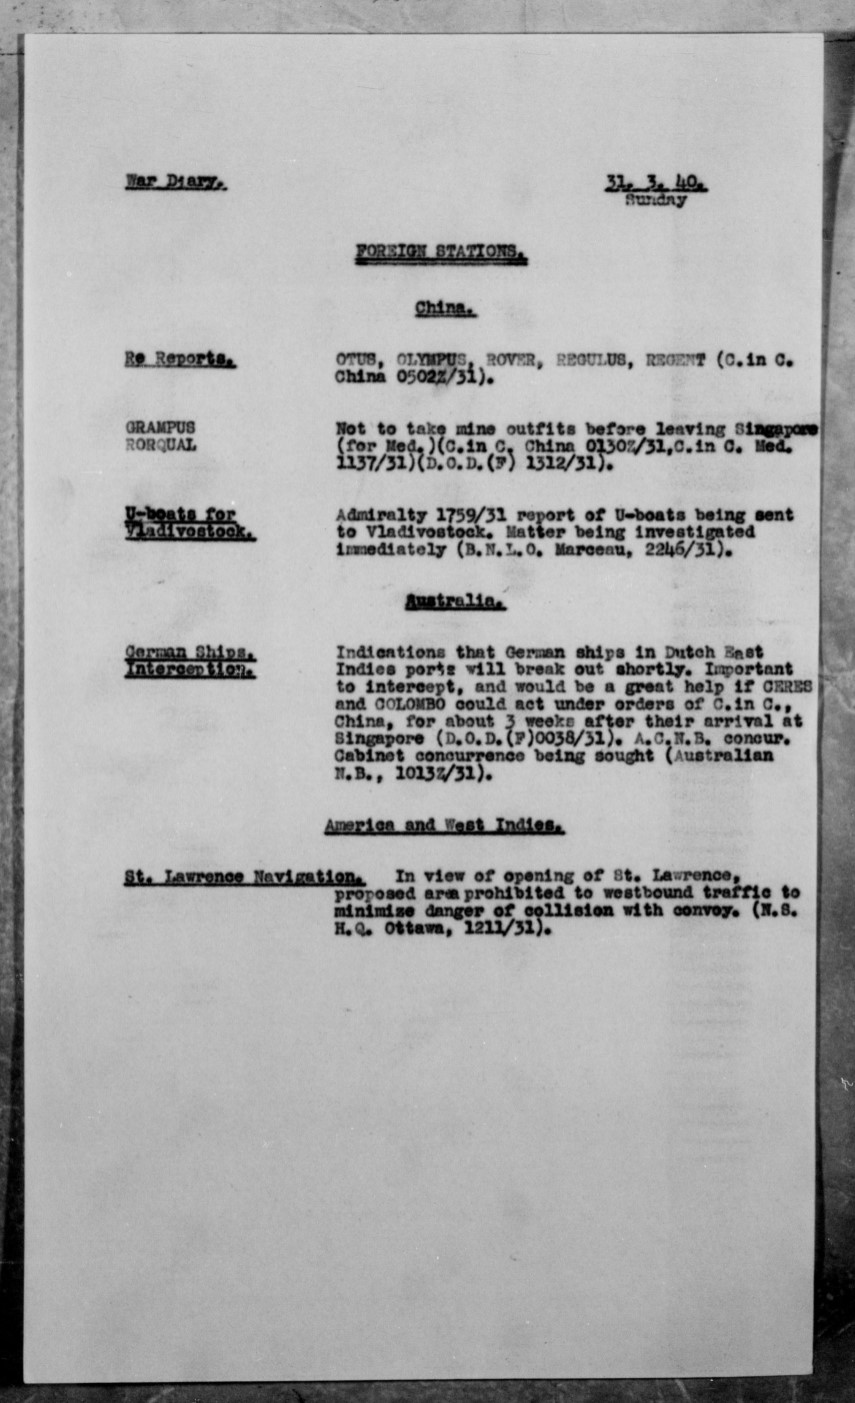 War Diary. 31. 3. 40.
Sunday
FOREIGN STATIONS.
China.
Re Reports. OTUS, OLYMPUS, ROVER, REGULUS, REGENT (C.in C.
China 0502Z/31).
GRAMPUS Not to take mine outfits before leaving Singapore
RORQUAL (for Med.)(C.in C. China 0130Z/31,C.in C. Med.
1137/31)(D.O.D.(F) 1312/31).
U-boats for Admiralty 1759/31 report of U-boats being sent
Vladivostock. to Vladivostock. Matter being investigated
immediately (B.N.L.O. Marceau, 2246/31).
Australia.
German Ships. Indications that German ships in Dutch East
Interception. Indies ports will break out shortly. Important
to intercept, and would be a great help if CERES
and COLOMBO could act under orders of C.in C.,
China, for about 3 weeks after their arrival at
Singapore (D.O.D.(F)0038/31). A.C.N.B. concur.
Cabinet concurrence being sought (Australian
N.B., 1013Z/31).
America and West Indies.
St. Lawrence Navigation. In view of opening of St. Lawrence,
proposed area prohibited to westbound traffic to
minimise danger of collision with convoy. (N.S.
H.Q. Ottawa, 1211/31).